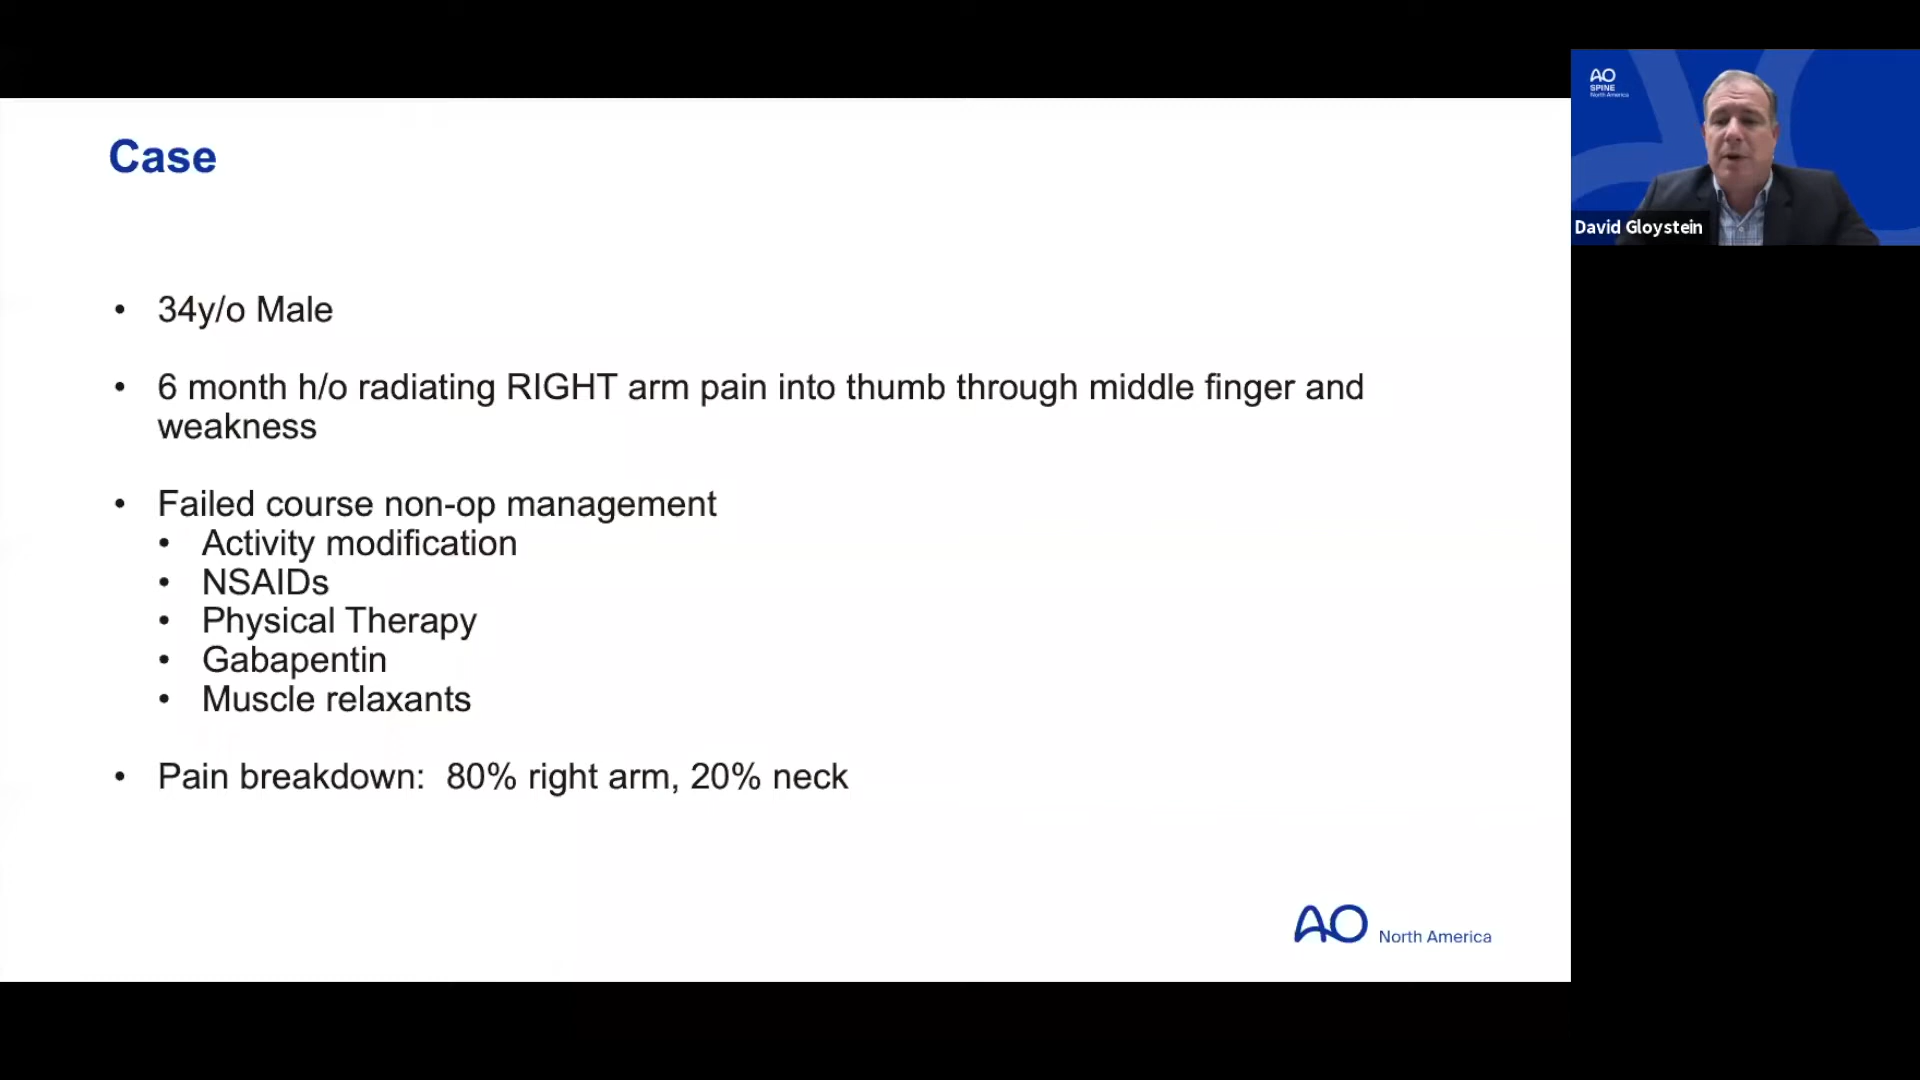 Case
• 34y/o Male
• 6 month h/o radiating RIGHT arm pain into thumb through middle finger and
weakness
• Failed course non-op management
• Activity modification
• NSAIDs
• Physical Therapy
• Gabapentin
• Muscle relaxants
• Pain breakdown: 80% right arm, 20% neck
AO North America
AO
SPINE
North America
David Gloystein